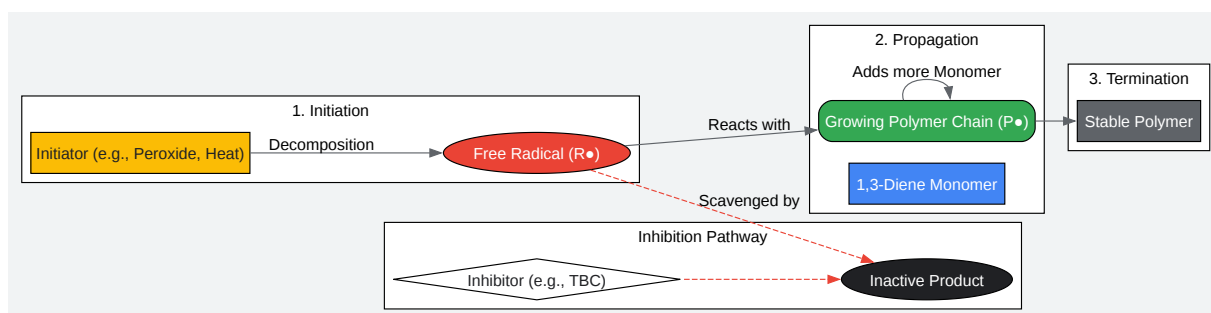 1. Initiation
Initiator (e.g., Peroxide, Heat)
Decomposition
Free Radical (R●)
Reacts with
2. Propagation
Adds more Monomer
Growing Polymer Chain (P●)
1,3-Diene Monomer
3. Termination
Stable Polymer
Scavenged by
Inhibition Pathway
Inhibitor (e.g., TBC)
Inactive Product